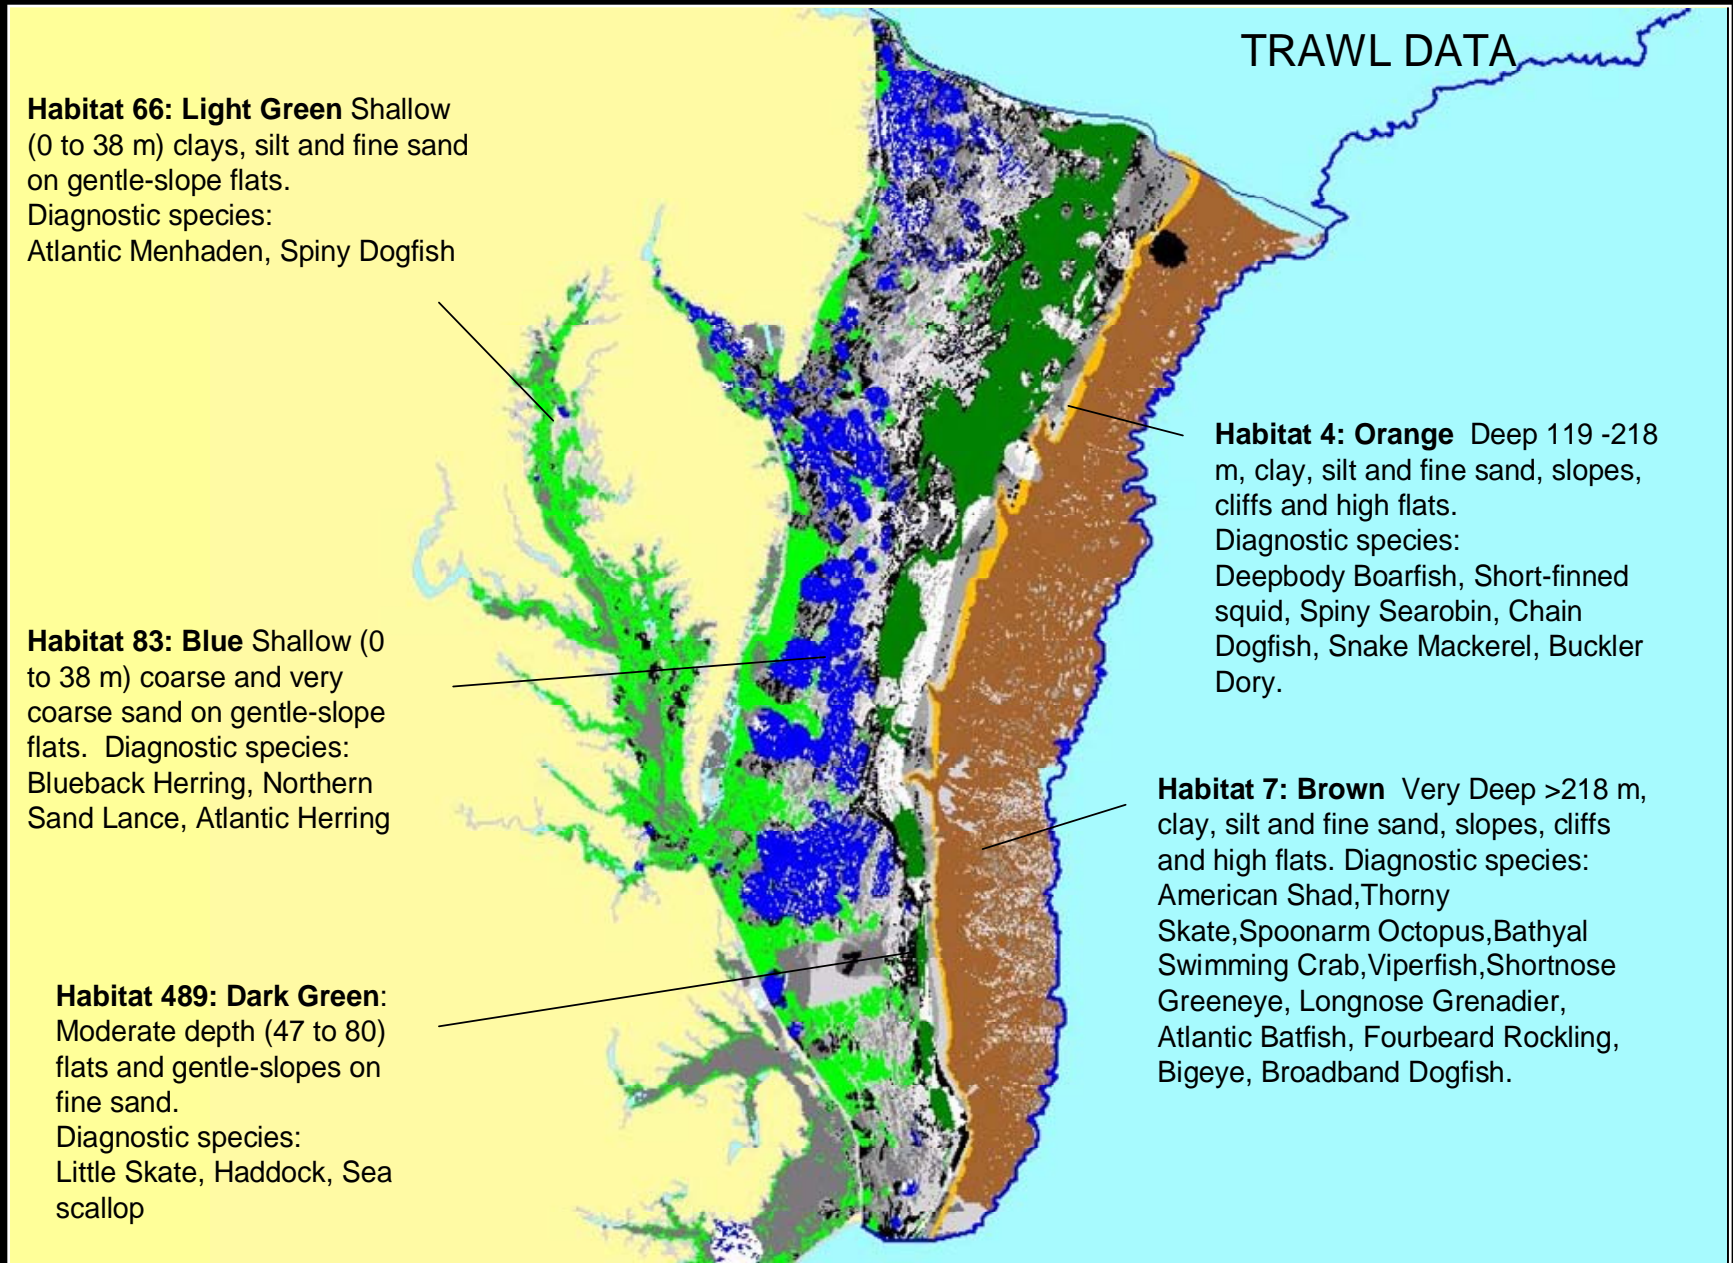 TRAWL DATA
Habitat 66: Light Green Shallow
(0 to 38 m) clays, silt and fine sand
on gentle-slope flats.
Diagnostic species:
Atlantic Menhaden, Spiny Dogfish
Habitat 83: Blue Shallow (0
to 38 m) coarse and very
coarse sand on gentle-slope
flats. Diagnostic species:
Blueback Herring, Northern
Sand Lance, Atlantic Herring
Habitat 489: Dark Green:
Moderate depth (47 to 80)
flats and gentle-slopes on
fine sand.
Diagnostic species:
Little Skate, Haddock, Sea
scallop
Habitat 4: Orange Deep 119 -218
m, clay, silt and fine sand, slopes,
cliffs and high flats.
Diagnostic species:
Deepbody Boarfish, Short-finned
squid, Spiny Searobin, Chain
Dogfish, Snake Mackerel, Buckler
Dory.
Habitat 7: Brown Very Deep >218 m,
clay, silt and fine sand, slopes, cliffs
and high flats. Diagnostic species:
American Shad,Thorny
Skate,Spoonarm Octopus,Bathyal
Swimming Crab,Viperfish,Shortnose
Greeneye, Longnose Grenadier,
Atlantic Batfish, Fourbeard Rockling,
Bigeye, Broadband Dogfish.